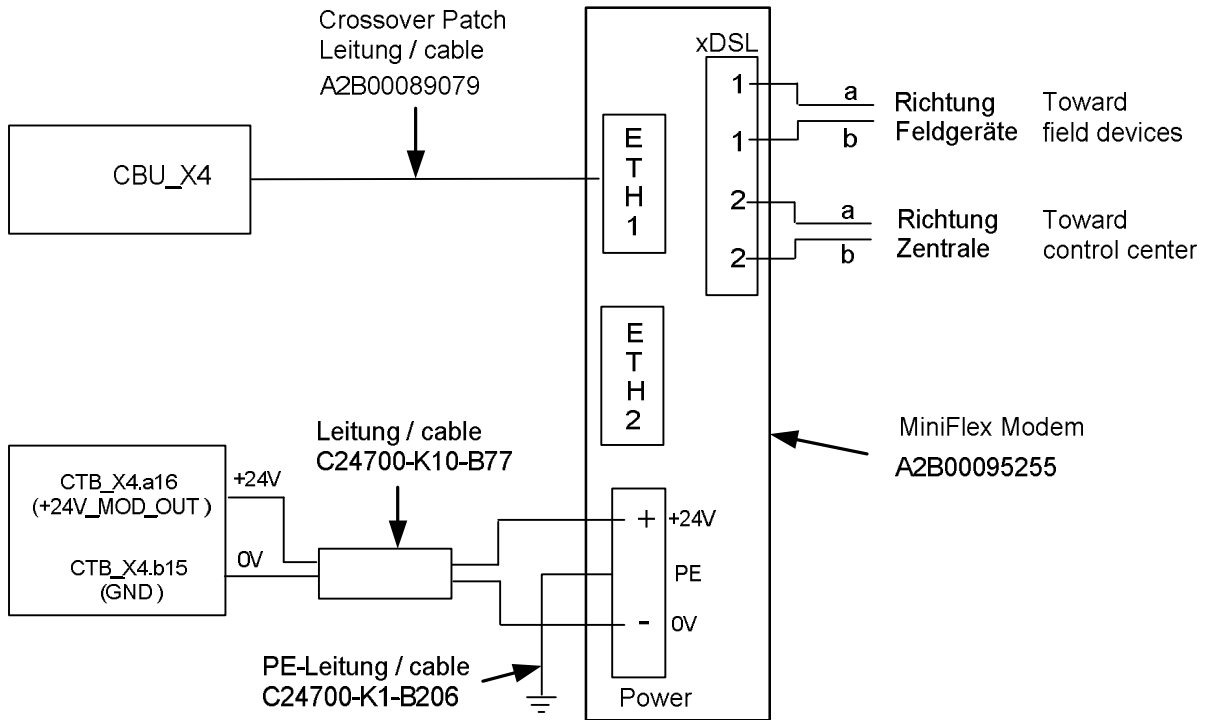 Crossover Patch
Leitung / cable
A2B00089079
xDSL
1
a
Richtung
Feldgeräte
Toward
field devices
1
b
CBU_X4
E
T
H
1
2
a
Richtung
Zentrale
Toward
control center
2
b
E
T
H
2
Leitung / cable
C24700-K10-B77
MiniFlex Modem
A2B00095255
CTB_X4.a16
(+24V_MOD_OUT )
+24V
CTB_X4.b15
(GND )
0V
+ +24V
PE
- 0V
PE-Leitung / cable
C24700-K1-B206
Power